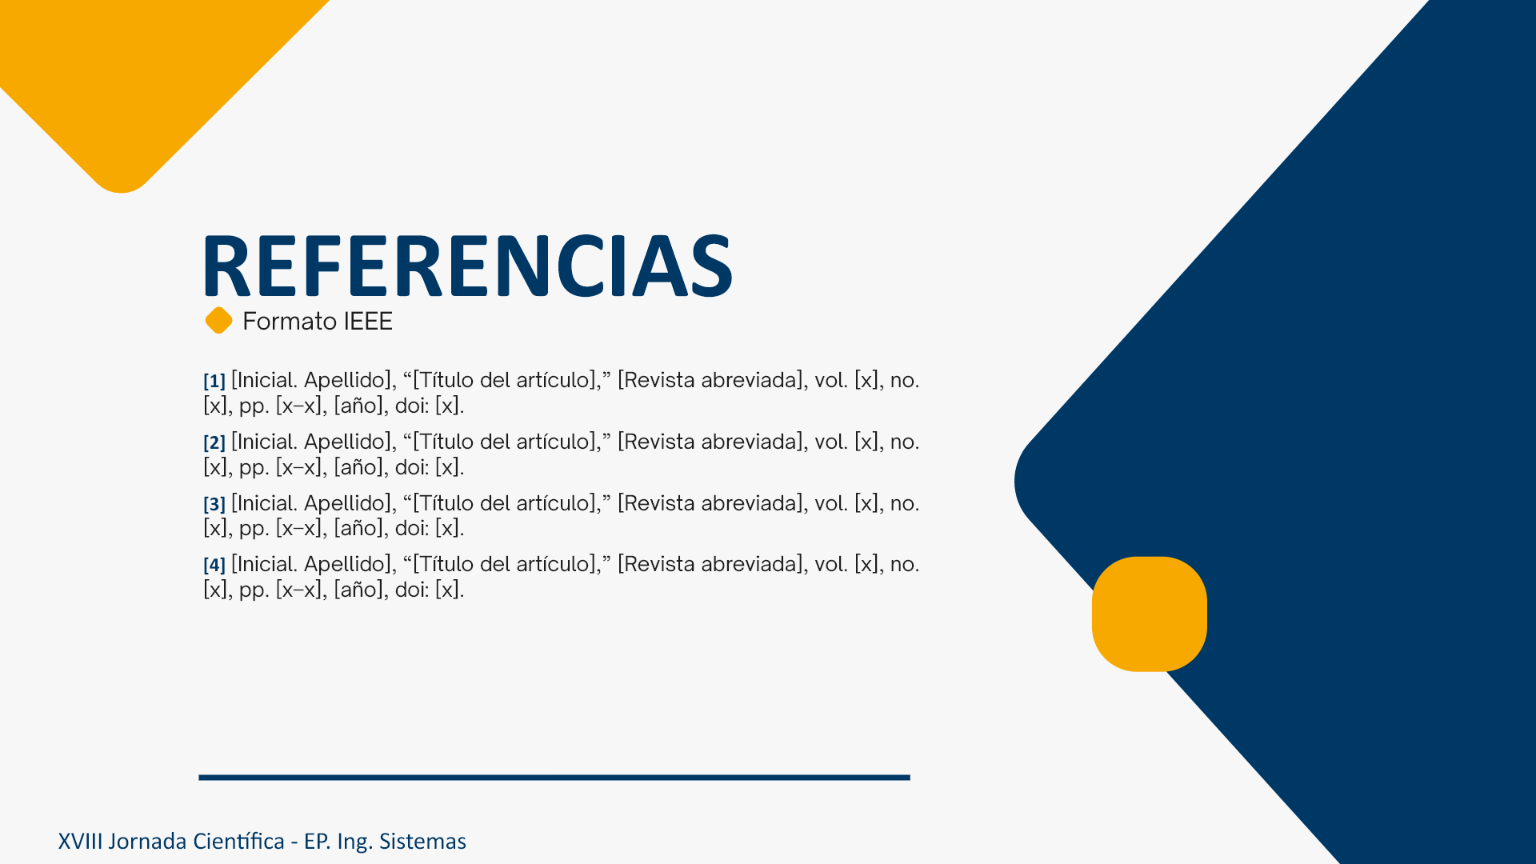 REFERENCIAS
Formato IEEE
[1] [Inicial. Apellido], “[Título del artículo],” [Revista abreviada], vol. [x], no.
[x], pp. [x–x], [año], doi: [x].
[2] [Inicial. Apellido], “[Título del artículo],” [Revista abreviada], vol. [x], no.
[x], pp. [x–x], [año], doi: [x].
[3] [Inicial. Apellido], “[Título del artículo],” [Revista abreviada], vol. [x], no.
[x], pp. [x–x], [año], doi: [x].
[4] [Inicial. Apellido], “[Título del artículo],” [Revista abreviada], vol. [x], no.
[x], pp. [x–x], [año], doi: [x].
XVIII Jornada Científica - EP. Ing. Sistemas